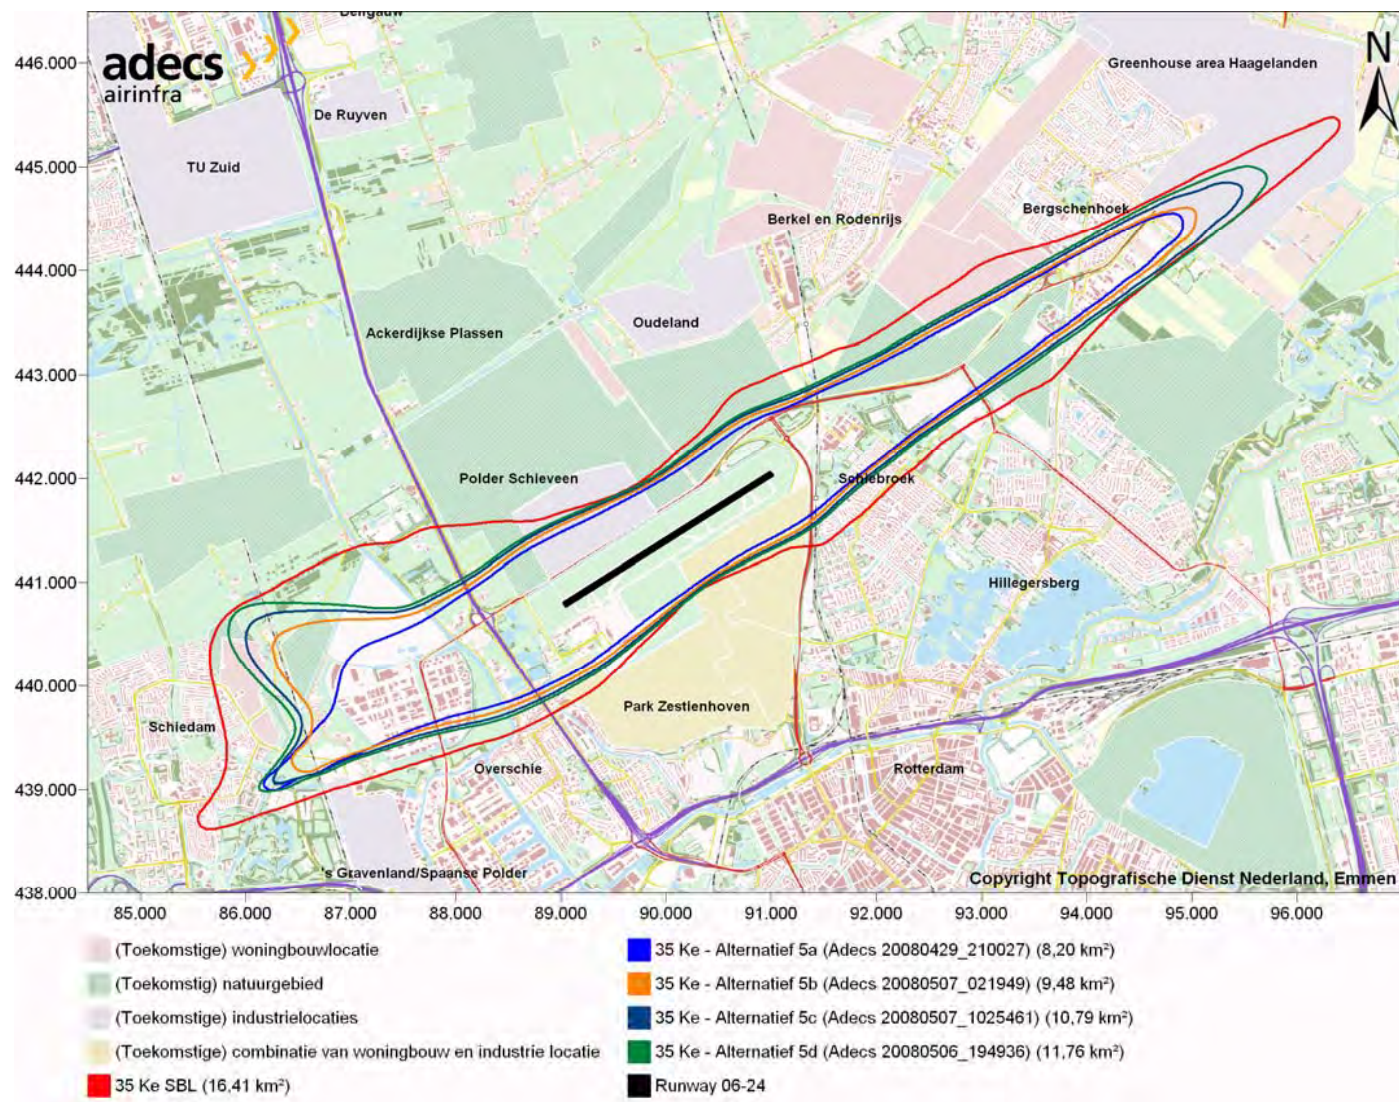 Delfgauw
446.000
adecs
airinfra
N
Greenhouse area Haagelanden
De Ruyven
445.000
TU Zuid
Bergschenhoek
Berkel en Rodenrijs
444.000
Oudeland
Ackerdijkse Plassen
443.000
442.000
Polder Schieveen
Schiebroek
441.000
Hillegersberg
440.000
Schiedam
Park Zestienhoven
439.000
Overschie
Rotterdam
's Gravenland/Spaanse Polder
Copyright Topografische Dienst Nederland, Emmen
438.000
85.000 86.000 87.000 88.000 89.000 90.000 91.000 92.000 93.000 94.000 95.000 96.000
(Toekomstige) woningbouwlocatie
(Toekomstig) natuurgebied
(Toekomstige) industrielocaties
(Toekomstige) combinatie van woningbouw en industrie locatie
35 Ke SBL (16,41 km²)
35 Ke - Alternatief 5a (Adecs 20080429_210027) (8,20 km²)
35 Ke - Alternatief 5b (Adecs 20080507_021949) (9,48 km²)
35 Ke - Alternatief 5c (Adecs 20080507_1025461) (10,79 km²)
35 Ke - Alternatief 5d (Adecs 20080506_194936) (11,76 km²)
Runway 06-24